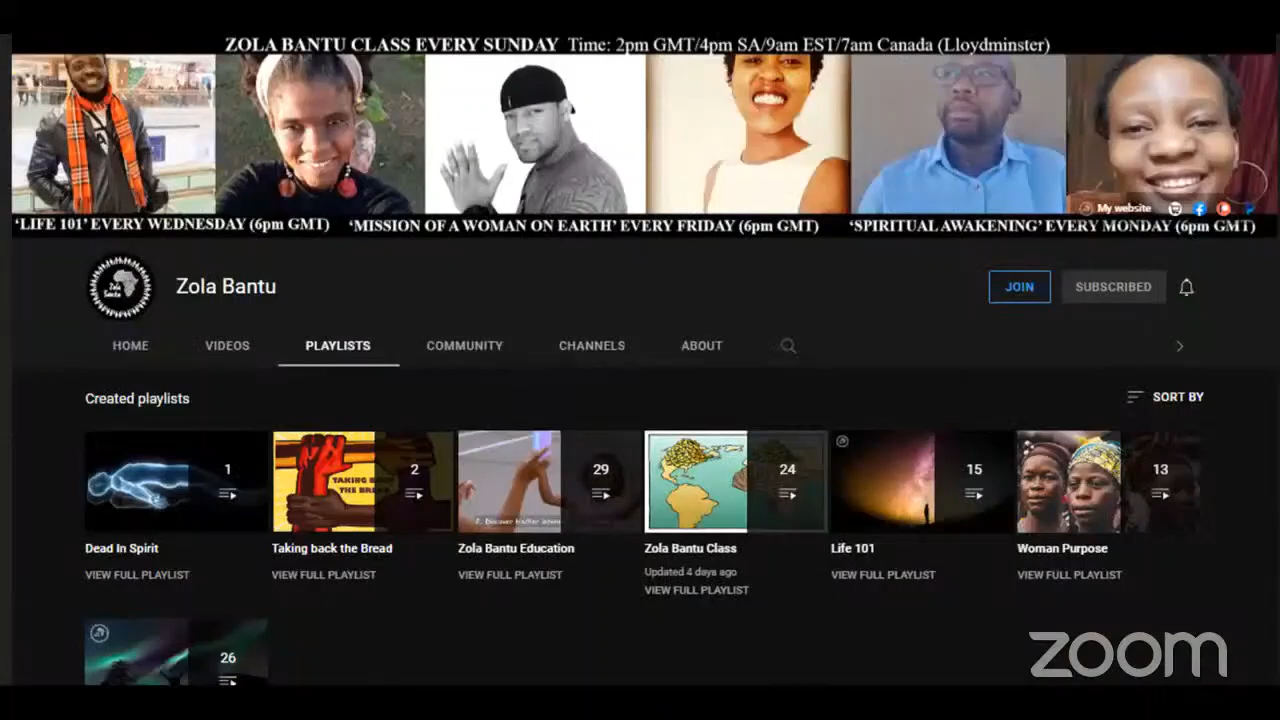 ZOLA BANTU CLASS EVERY SUNDAY Time: 2pm GMT/4pm SA/9am EST/7am Canada (Lloydminster)
My website
'LIFE 101' EVERY WEDNESDAY (6pm GMT) 'MISSION OF A WOMAN ON EARTH' EVERY FRIDAY (6pm GMT) 'SPIRITUAL AWAKENING' EVERY MONDAY (6pm GMT)
Zola Bantu
Zola Bantu
JOIN SUBSCRIBED
HOME VIDEOS PLAYLISTS COMMUNITY CHANNELS ABOUT
Created playlists
SORT BY
1 2 29 24 15 13
TAKING
THE BREAD
Dead In Spirit Taking back the Bread Zola Bantu Education Zola Bantu Class Life 101 Woman Purpose
Updated 4 days ago
VIEW FULL PLAYLIST VIEW FULL PLAYLIST VIEW FULL PLAYLIST VIEW FULL PLAYLIST VIEW FULL PLAYLIST VIEW FULL PLAYLIST
26
zoom